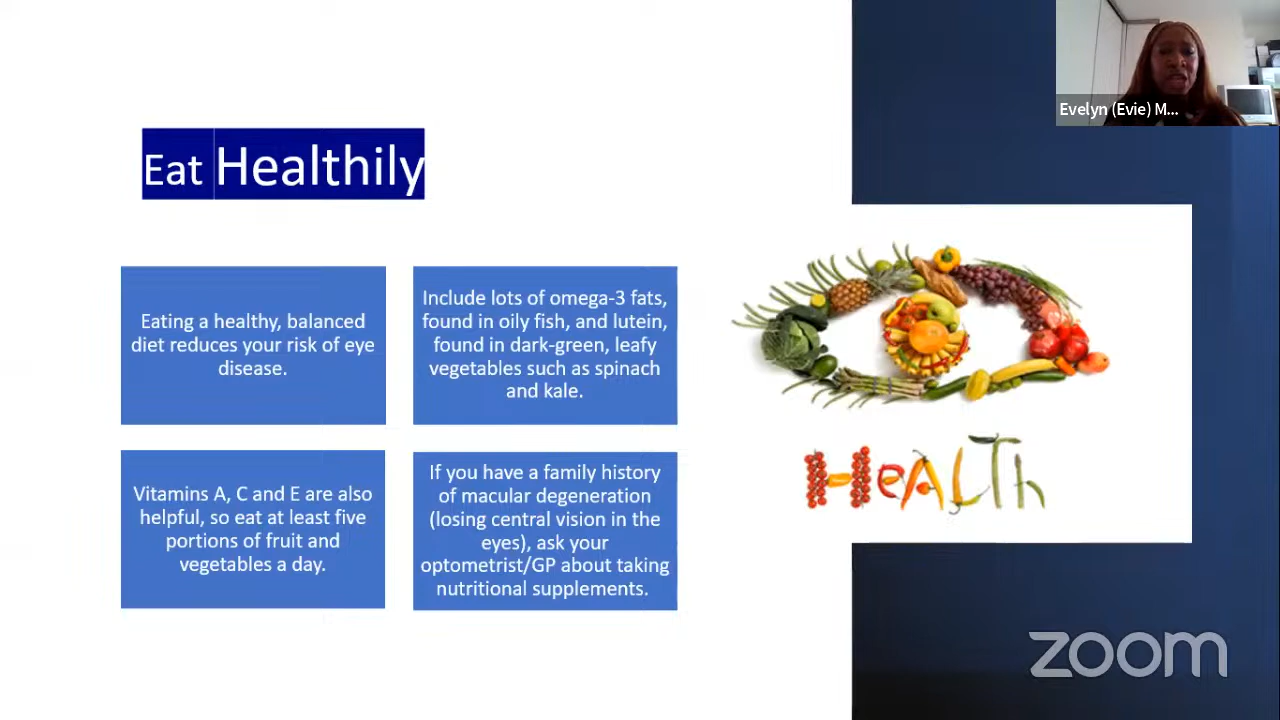 Evelyn (Evie) M...
Eat Healthily
Eating a healthy, balanced
diet reduces your risk of eye
disease.
Include lots of omega-3 fats,
found in oily fish, and lutein,
found in dark-green, leafy
vegetables such as spinach
and kale.
Vitamins A, C and E are also
helpful, so eat at least five
portions of fruit and
vegetables a day.
If you have a family history
of macular degeneration
(losing central vision in the
eyes), ask your
optometrist/GP about taking
nutritional supplements.
HeALTh
zoom